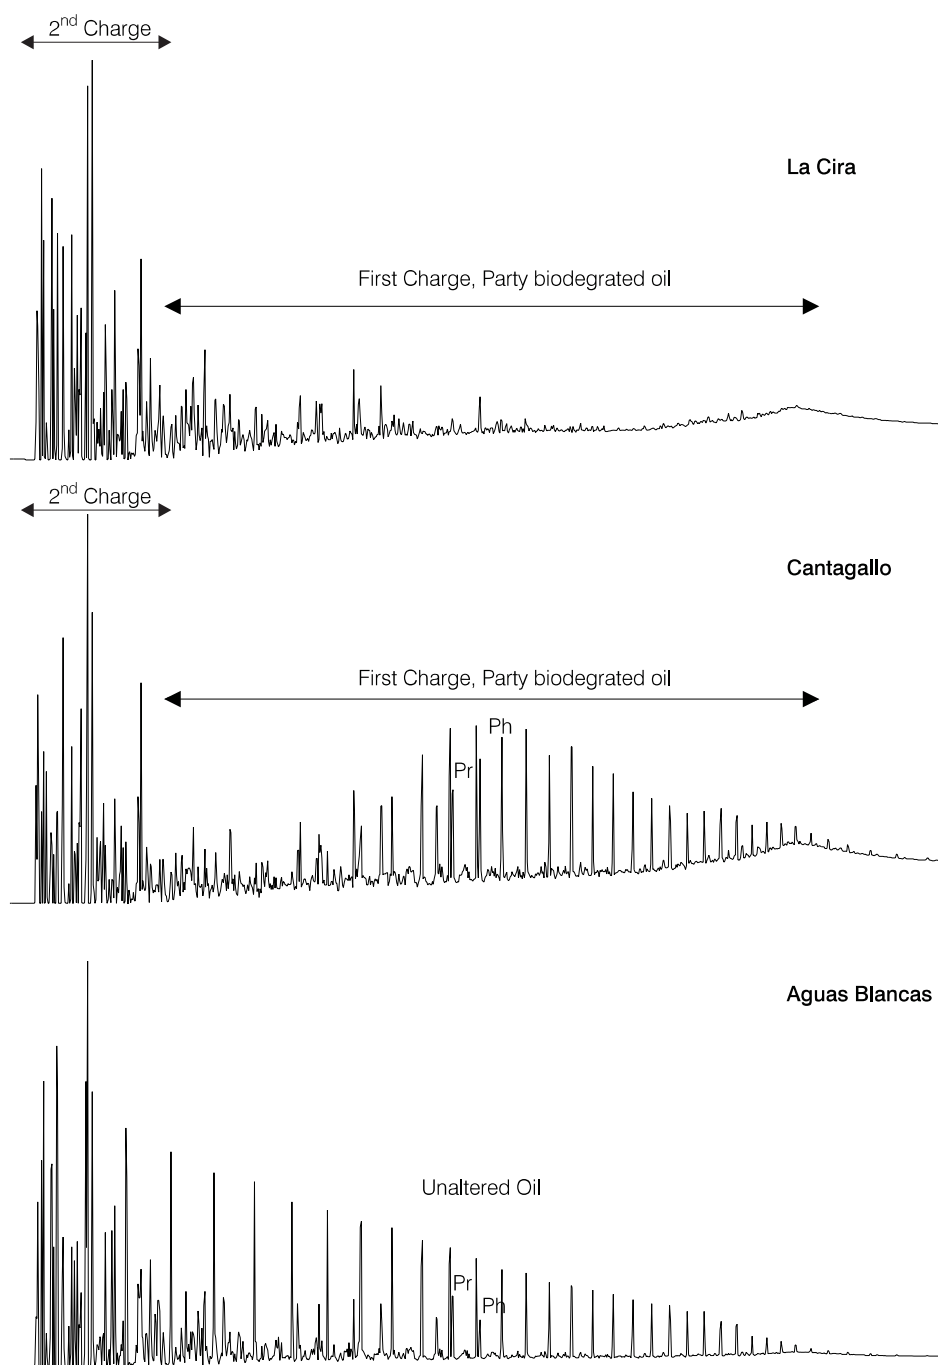 2nd Charge
La Cira
First Charge, Party biodegrated oil
2nd Charge
Cantagallo
First Charge, Party biodegrated oil
Ph
Pr
Aguas Blancas
Unaltered Oil
Pr
Ph